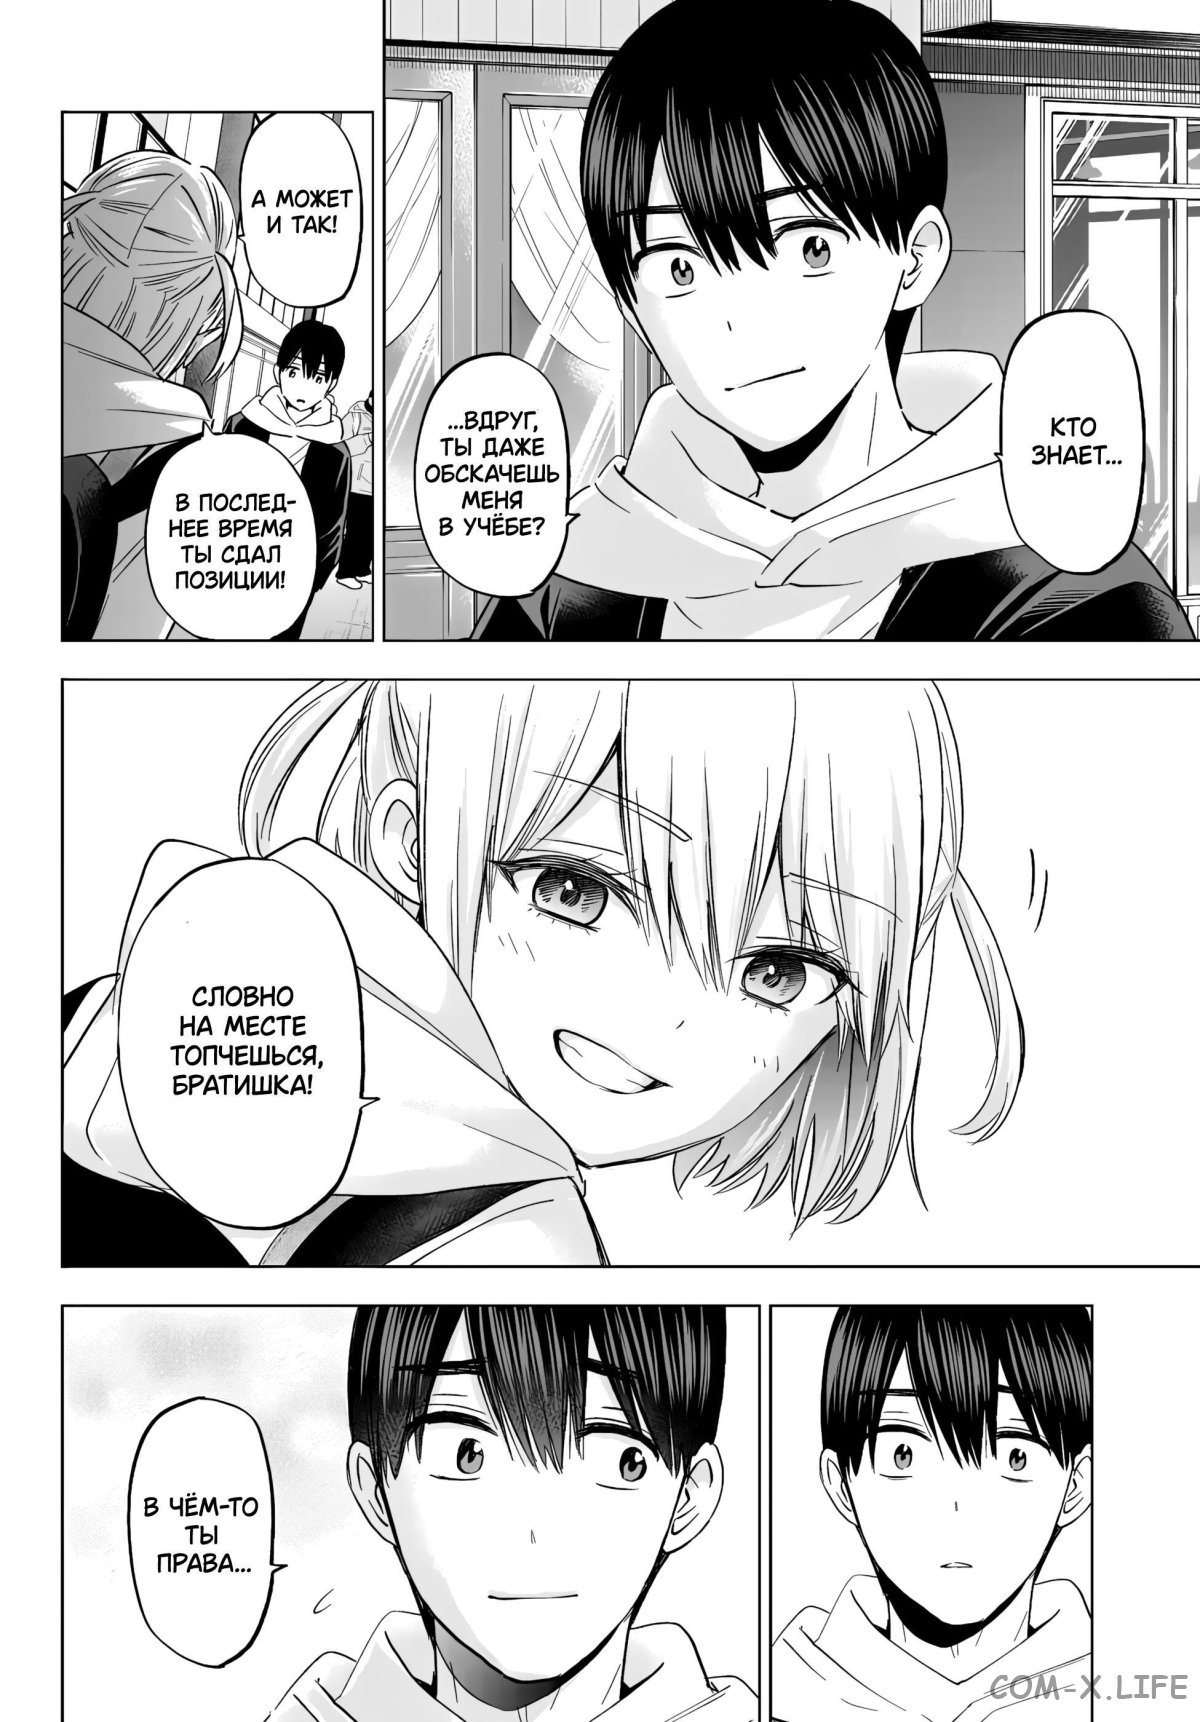 КТО
ЗНАЕТ...
...ВДРУГ,
ТЫ ДАЖЕ
ОБСКАЧЕШЬ
МЕНЯ
В УЧЁБЕ?
А МОЖЕТ
И ТАК!
В ПОСЛЕД-
НЕЕ ВРЕМЯ
ТЫ СДАЛ
ПОЗИЦИИ!
СЛОВНО
НА МЕСТЕ
ТОПЧЕШЬСЯ,
БРАТИШКА!
В ЧЁМ-ТО
ТЫ
ПРАВА...
COM-X.LIFE